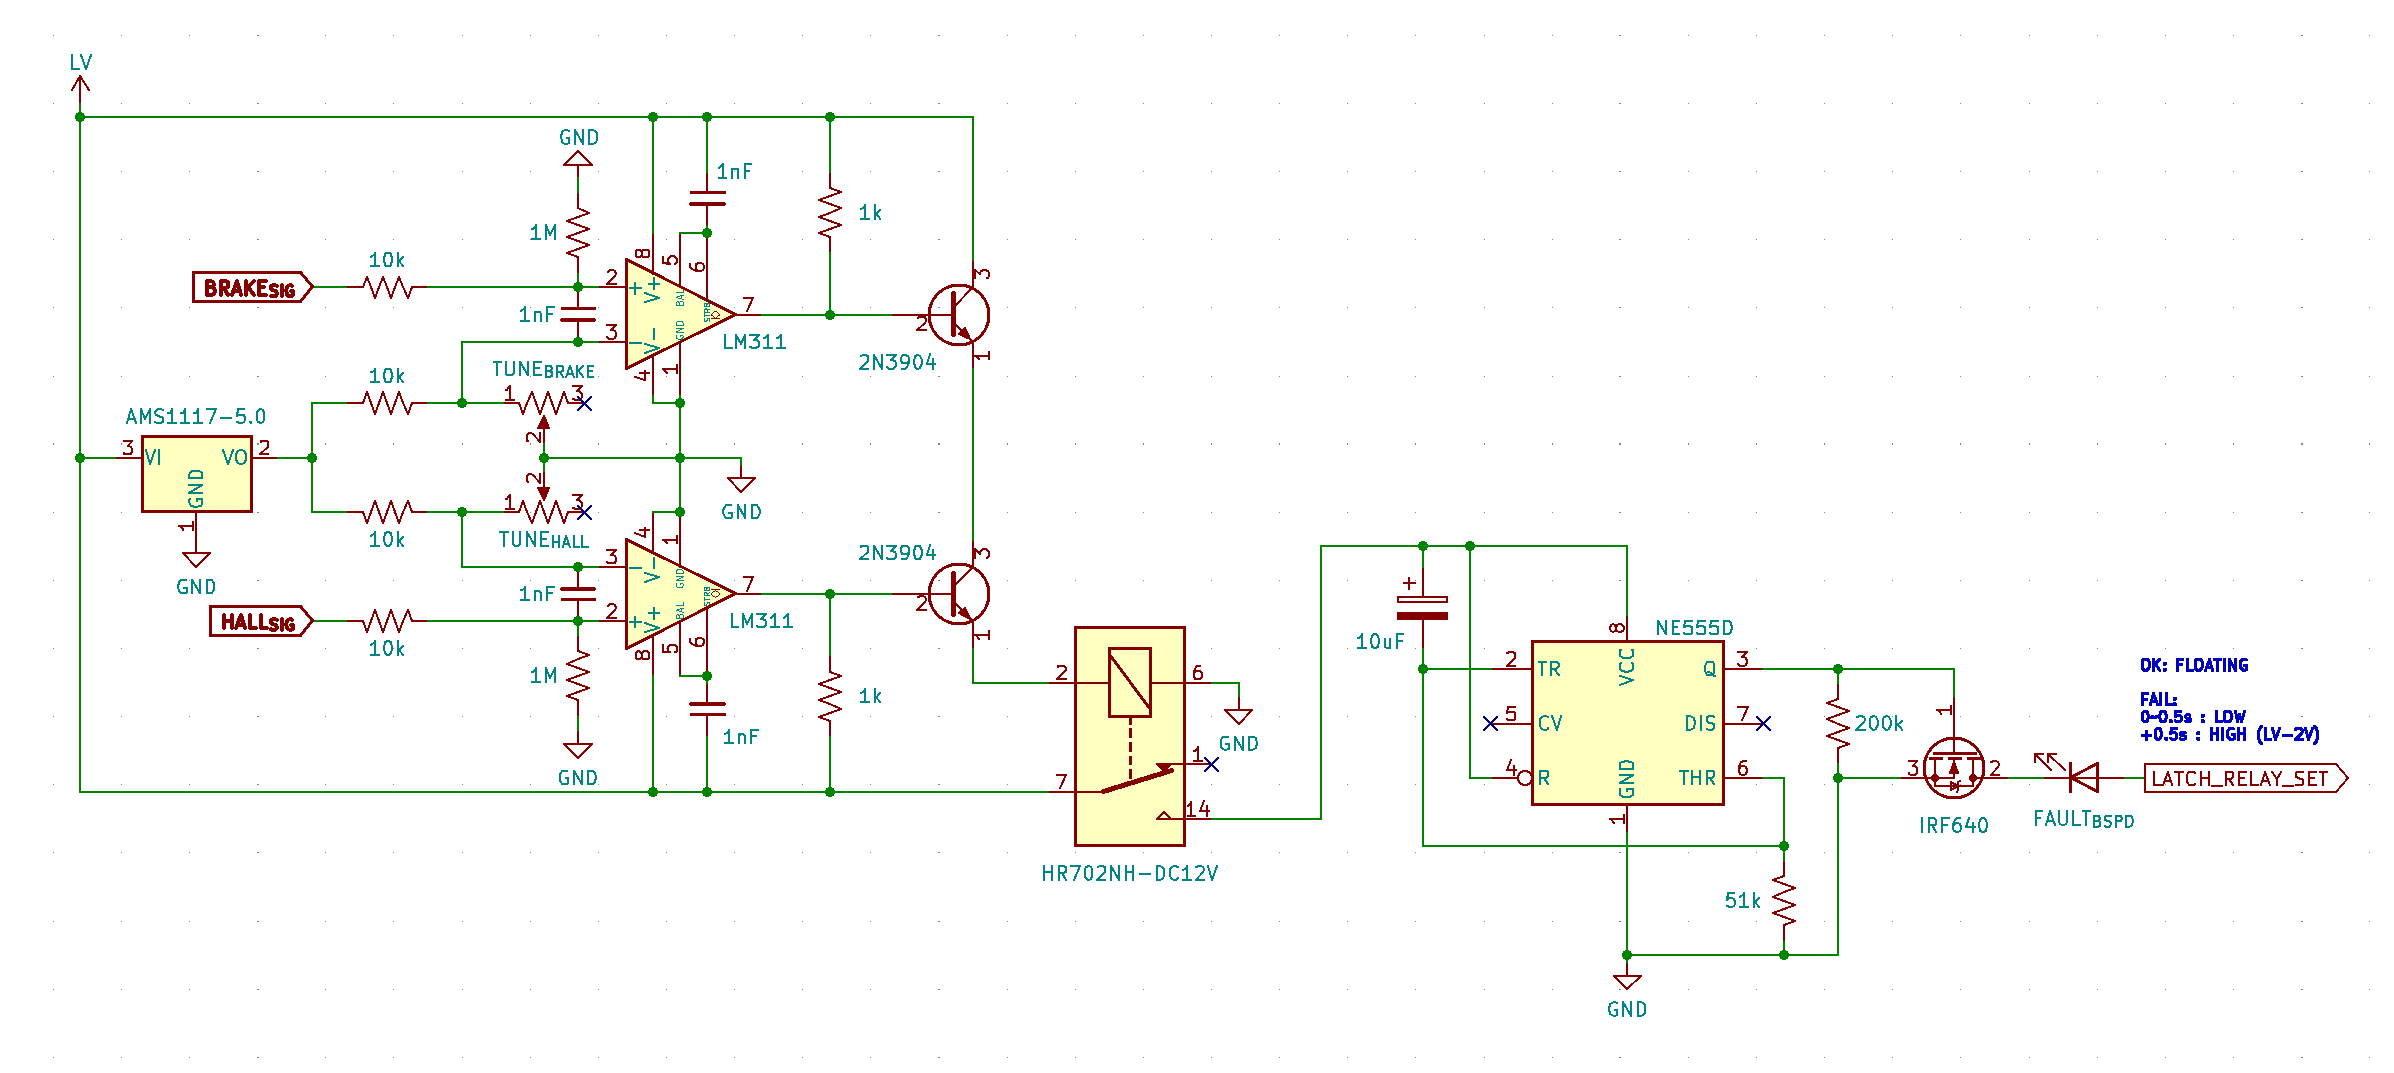 LV
GND
1nF
1k
1M
8
5
6
10k
BRAKESIG
2
+
V+
BAL
STRB
7
3
1nF
3
−
V-
GND
LM311
2
2N3904
1
TUNEBRAKE
4
1
10k
1
3
2
AMS1117-5.0
3
VI
VO
2
GND
1
GND
2
GND
10k
1
3
TUNEHALL
4
1
2N3904
3
3
−
V-
GND
1nF
BAL
STRB
7
2
HALLSIG
2
+
V+
LM311
10k
8
5
6
1
1M
1k
1nF
GND
2
6
GND
1
7
14
HR702NH-DC12V
+
10uF
8
NE555D
2
TR
VCC
Q
3
5
CV
DIS
7
4
R
GND
THR
6
1
200k
1
3
2
IRF640
51k
GND
OK: FLOATING
FAIL:
0~0.5s : LOW
+0.5s : HIGH (LV-2V)
LATCH_RELAY_SET
FAULTBSPD